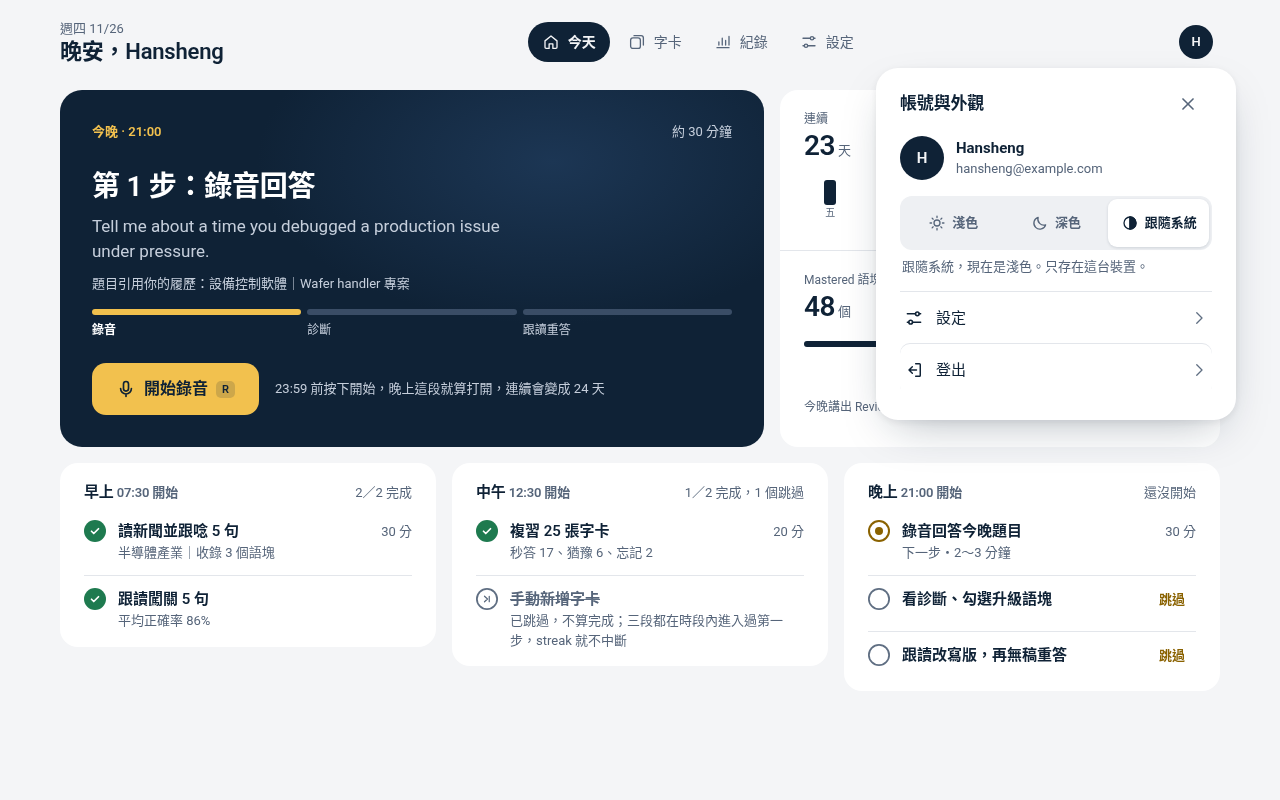 週四 11/26
晚安，Hansheng
今天
字卡
紀錄
設定
H
今晚 · 21:00
約 30 分鐘
第 1 步：錄音回答
Tell me about a time you debugged a production issue
under pressure.
題目引用你的履歷：設備控制軟體｜Wafer handler 專案
錄音
診斷
跟讀重答
開始錄音 R
23:59 前按下開始，晚上這段就算打開，連續會變成 24 天
連續
23 天
五
Mastered 語塊
48 個
今晚講出
帳號與外觀
H
Hansheng
hansheng@example.com
淺色
深色
跟隨系統
跟隨系統，現在是淺色。只存在這台裝置。
設定
登出
早上 07:30 開始
2／2 完成
讀新聞並跟唸 5 句
30 分
半導體產業｜收錄 3 個語塊
跟讀闖關 5 句
平均正確率 86%
中午 12:30 開始
1／2 完成，1 個跳過
複習 25 張字卡
20 分
秒答 17、猶豫 6、忘記 2
手動新增字卡
已跳過，不算完成；三段都在時段內進入過第一
步，streak 就不中斷
晚上 21:00 開始
還沒開始
錄音回答今晚題目
30 分
下一步・2～3 分鐘
看診斷、勾選升級語塊
跳過
跟讀改寫版，再無稿重答
跳過